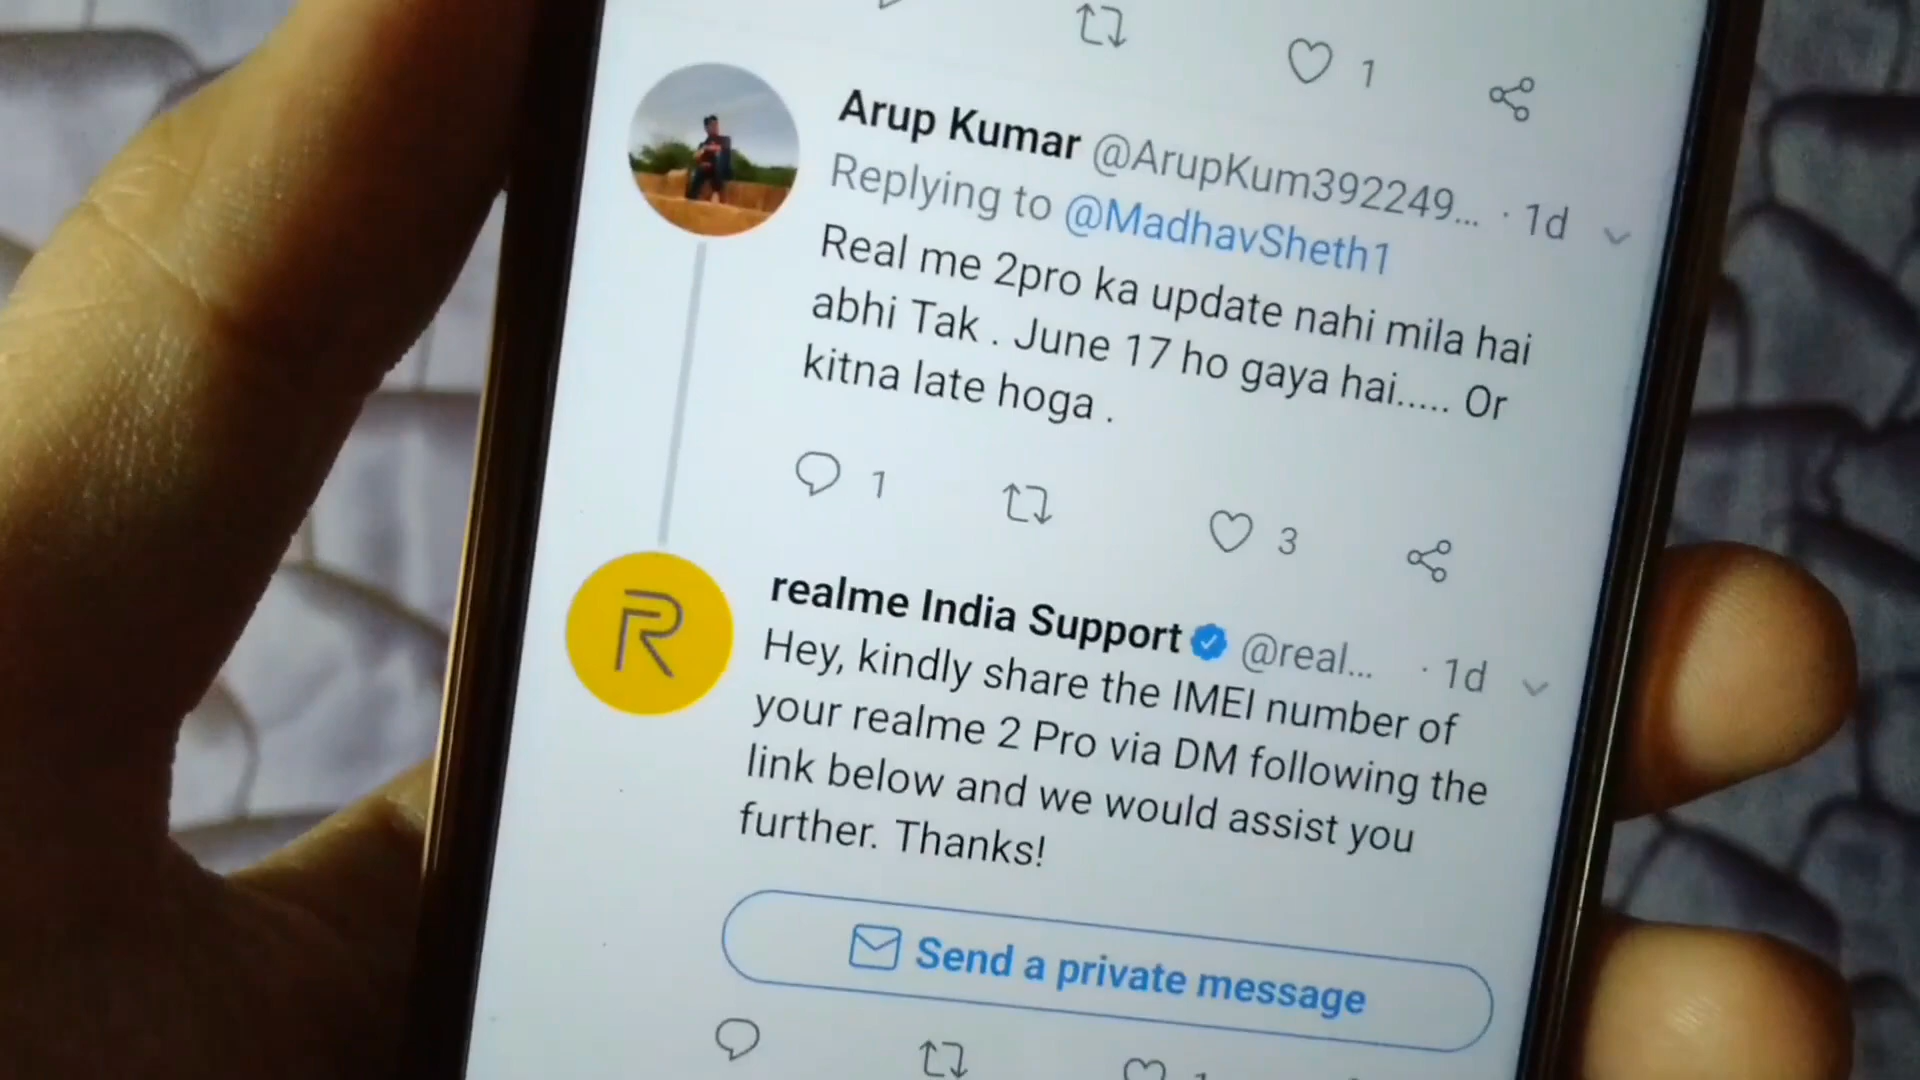 1
Arup Kumar @ArupKum392249... · 1d
Replying to @MadhavSheth1
Real me 2pro ka update nahi mila hai
abhi Tak . June 17 ho gaya hai..... Or
kitna late hoga .
1 3
realme India Support @real... · 1d
Hey, kindly share the IMEI number of
your realme 2 Pro via DM following the
link below and we would assist you
further. Thanks!
Send a private message
1